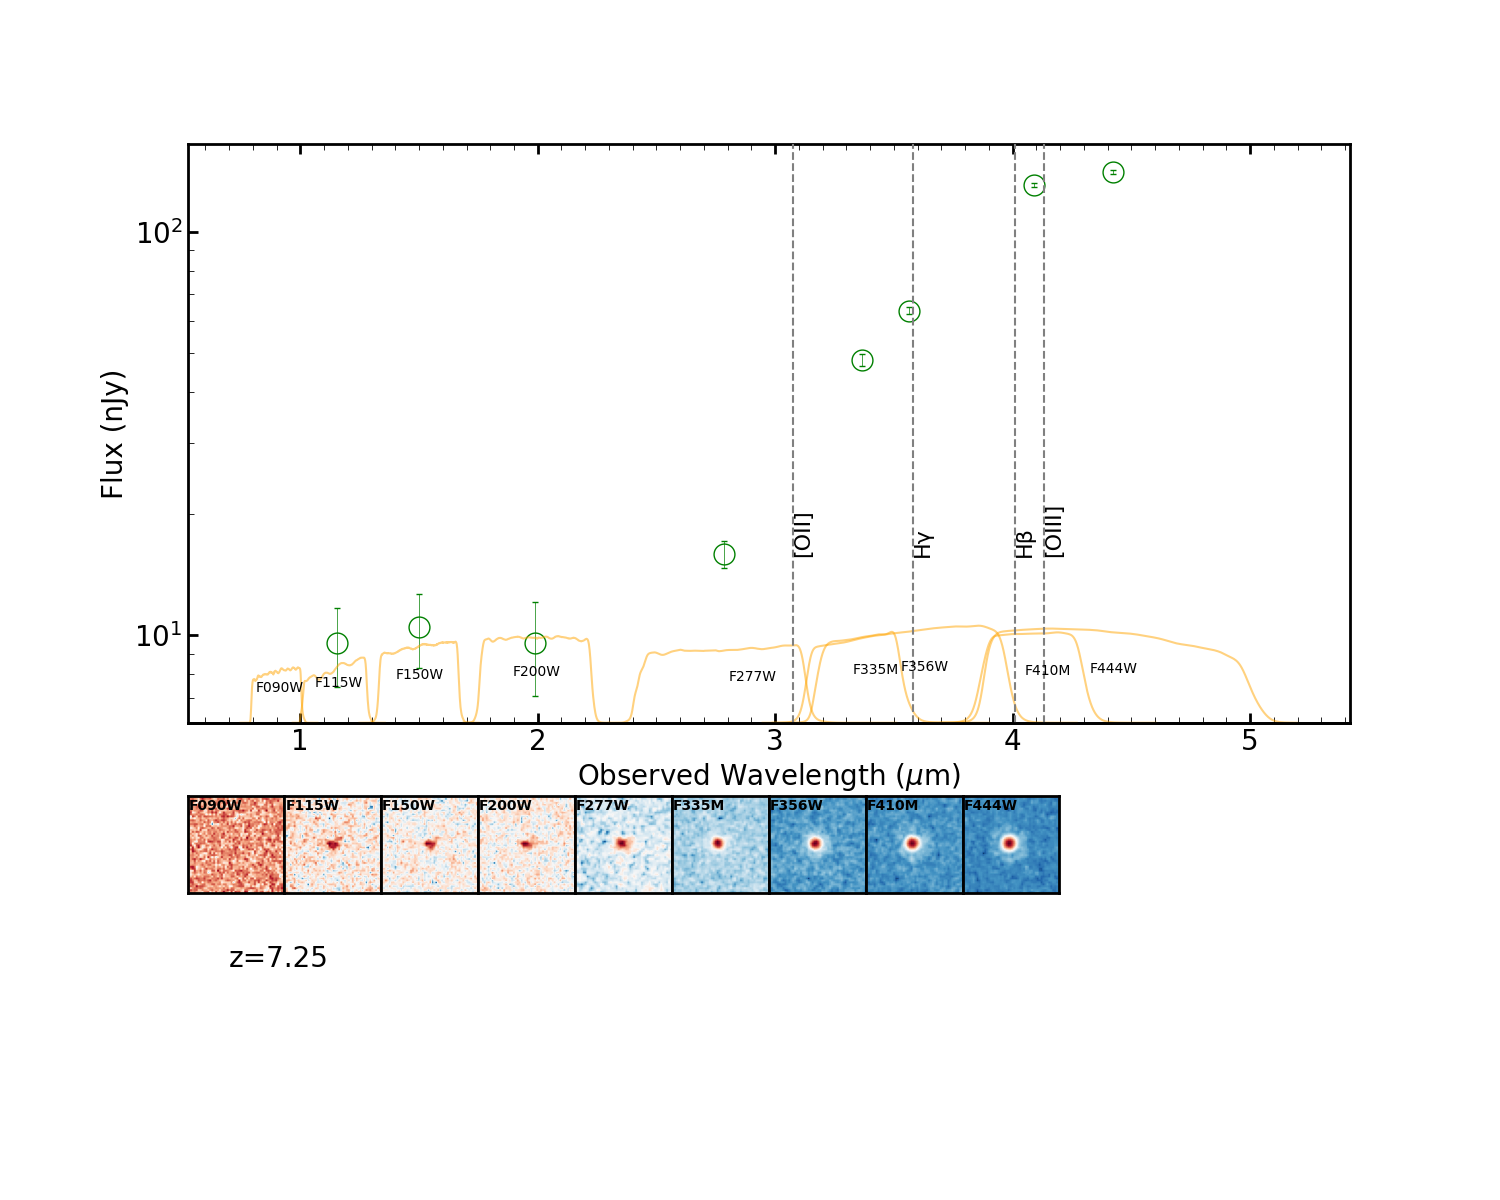 10²
10¹
Flux (nJy)
[OII]
Hγ
Hβ
[OIII]
F090W
F115W
F150W
F200W
F277W
F335M
F356W
F410M
F444W
1 2 3 4 5
Observed Wavelength (μm)
F090W F115W F150W F200W F277W F335M F356W F410M F444W
z=7.25